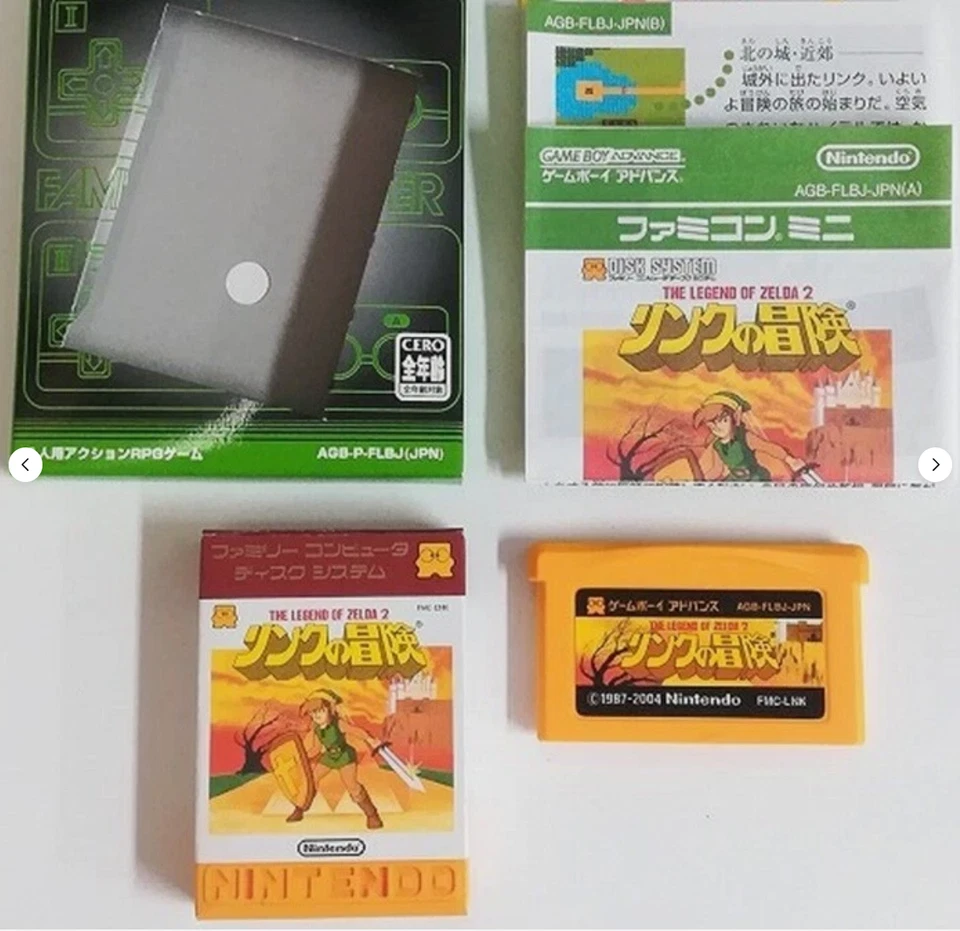 I
FAM
ER
II
A
CERO
全年齢
全年齢対象
人用アクションRPGゲーム
AGB-P-FLBJ(JPN)
AGB-FLBJ-JPN(B)
北の城・近郊
城外に出たリンク。いよい
よ冒険の旅の始まりだ。空気
GAME BOY ADVANCE
Nintendo
ゲームボーイ アドバンス
AGB-FLBJ-JPN(A)
ファミコン ミニ
DISK SYSTEM
THE LEGEND OF ZELDA 2
リンクの冒険
ファミリー コンピュータ
ディスク システム
THE LEGEND OF ZELDA 2
リンクの冒険
Nintendo
NINTENDO
ゲームボーイ アドバンス AGB-FLBJ-JPN
THE LEGEND OF ZELDA 2
リンクの冒険
©1987-2004 Nintendo FMC-LNK